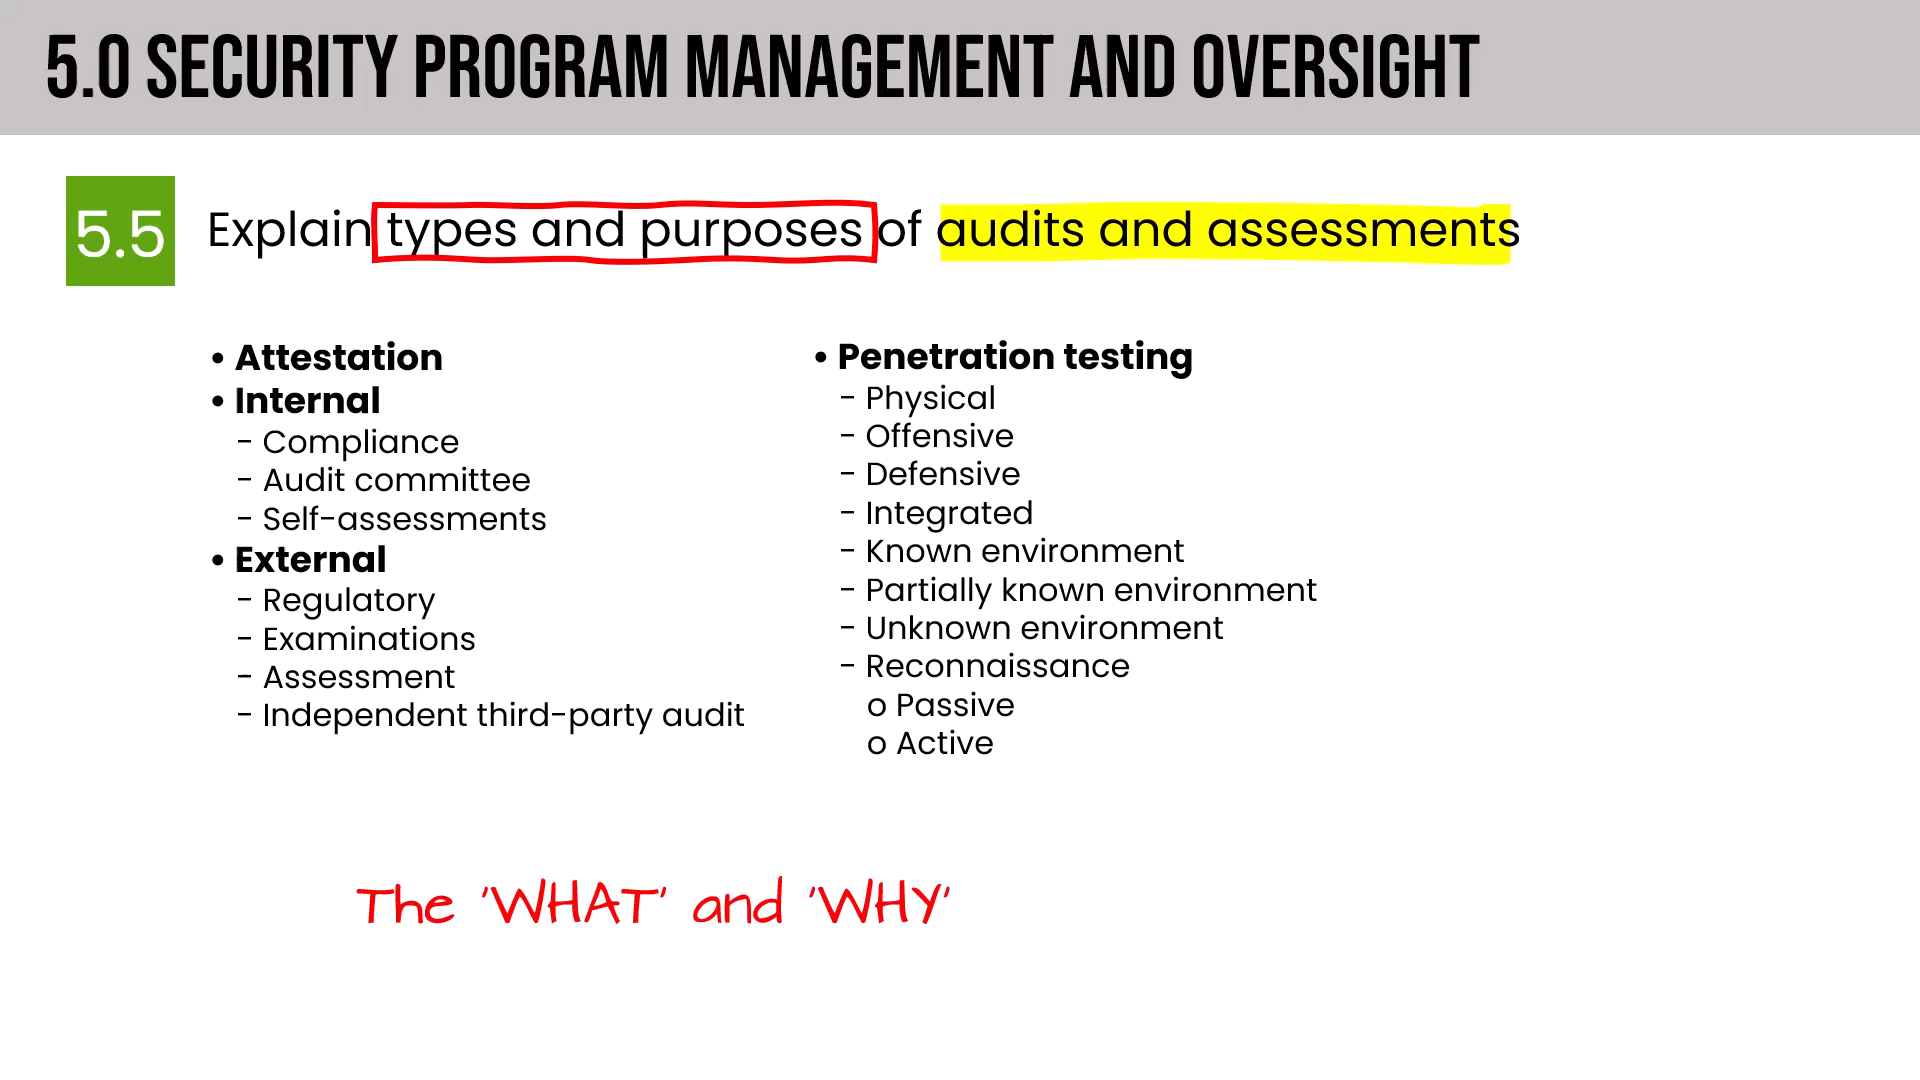 5.0 SECURITY PROGRAM MANAGEMENT AND OVERSIGHT
5.5 Explain types and purposes of audits and assessments
• Attestation
• Internal
- Compliance
- Audit committee
- Self-assessments
• External
- Regulatory
- Examinations
- Assessment
- Independent third-party audit
• Penetration testing
- Physical
- Offensive
- Defensive
- Integrated
- Known environment
- Partially known environment
- Unknown environment
- Reconnaissance
o Passive
o Active
The 'WHAT' and 'WHY'